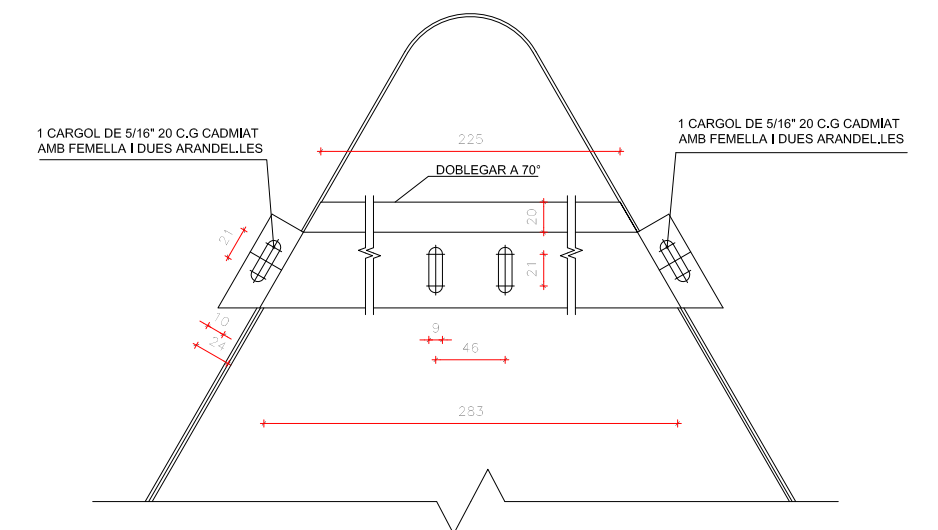 1 CARGOL DE 5/16" 20 C.G CADMIAT
AMB FEMELLA I DUES ARANDEL.LES
1 CARGOL DE 5/16" 20 C.G CADMIAT
AMB FEMELLA I DUES ARANDEL.LES
225
DOBLEGAR A 70°
20
21
21
10
24
9
46
283